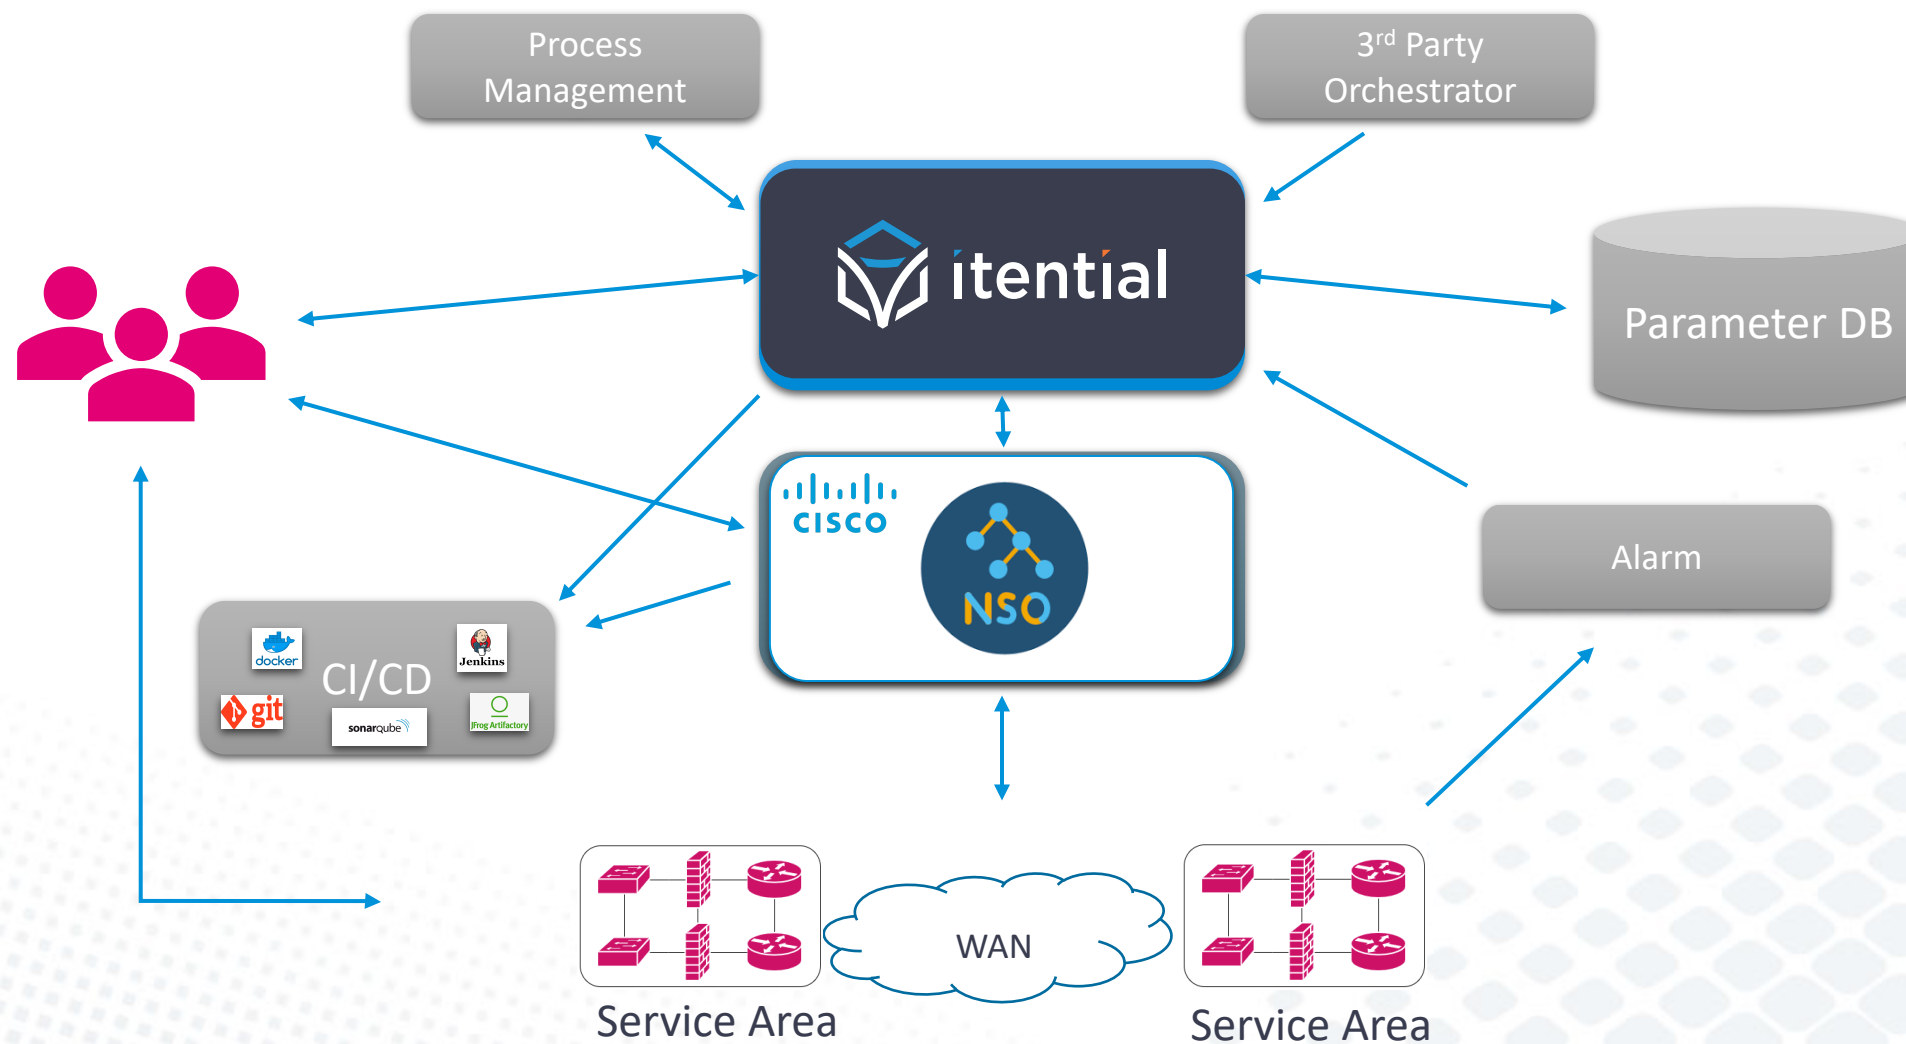 Process
Management
3rd Party
Orchestrator
itential
Parameter DB
CISCO
NSO
Alarm
docker
Jenkins
CI/CD
git
sonarqube
JFrog Artifactory
WAN
Service Area
Service Area